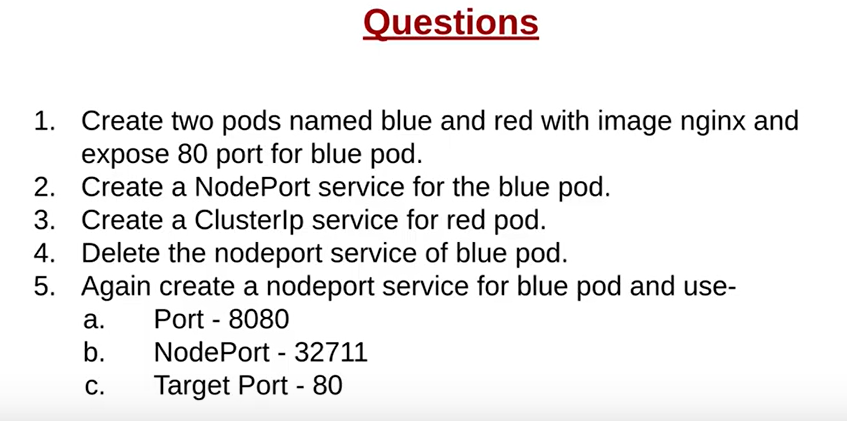 Questions
1. Create two pods named blue and red with image nginx and
expose 80 port for blue pod.
2. Create a NodePort service for the blue pod.
3. Create a ClusterIp service for red pod.
4. Delete the nodeport service of blue pod.
5. Again create a nodeport service for blue pod and use-
a. Port - 8080
b. NodePort - 32711
c. Target Port - 80